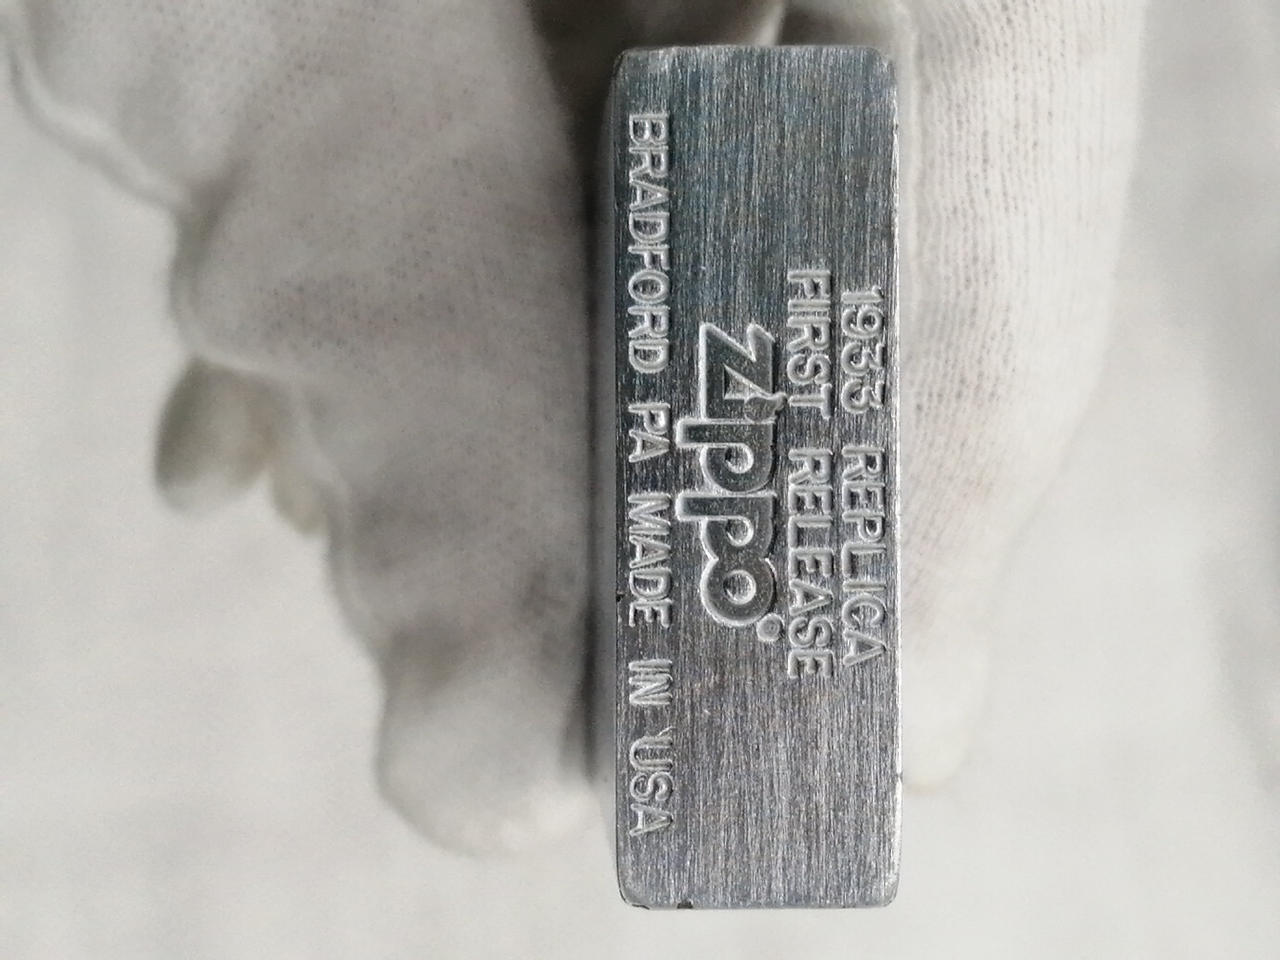 1933 REPLICA
FIRST RELEASE
Zippo.
BRADFORD PA MADE IN USA